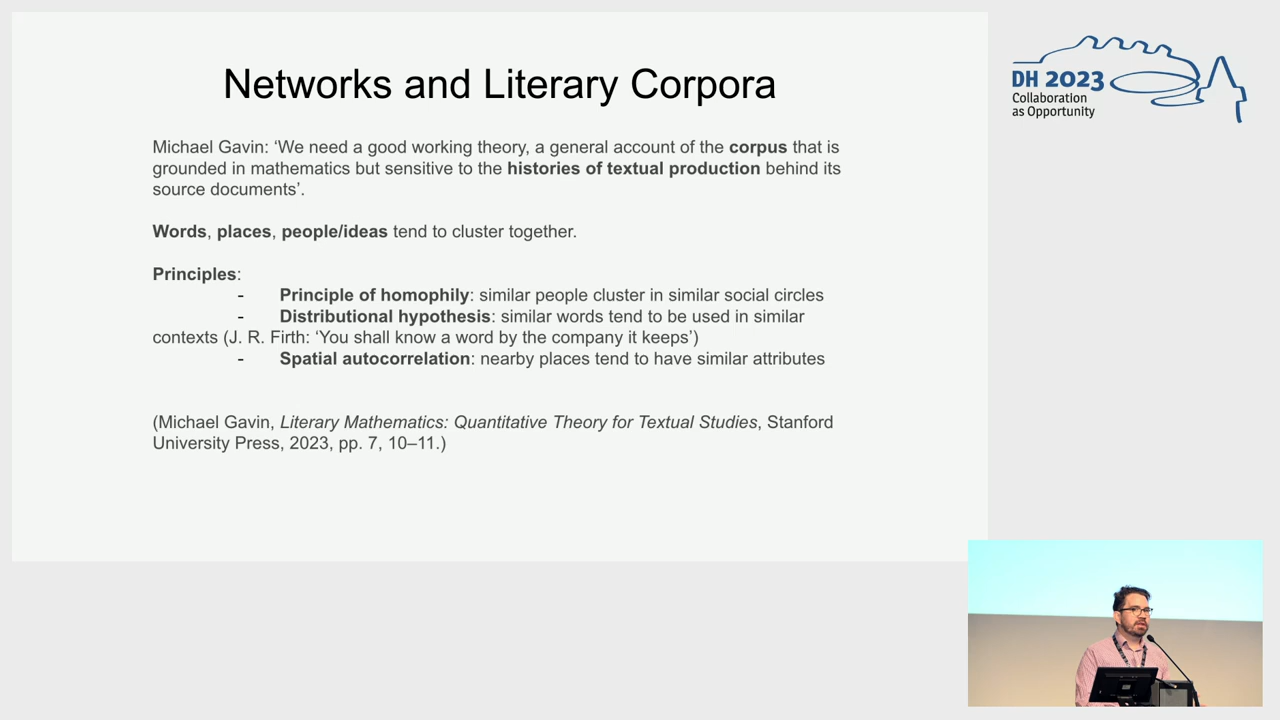 Networks and Literary Corpora
Michael Gavin: ‘We need a good working theory, a general account of the corpus that is
grounded in mathematics but sensitive to the histories of textual production behind its
source documents’.
Words, places, people/ideas tend to cluster together.
Principles:
- Principle of homophily: similar people cluster in similar social circles
- Distributional hypothesis: similar words tend to be used in similar
contexts (J. R. Firth: ‘You shall know a word by the company it keeps’)
- Spatial autocorrelation: nearby places tend to have similar attributes
(Michael Gavin, Literary Mathematics: Quantitative Theory for Textual Studies, Stanford
University Press, 2023, pp. 7, 10–11.)
DH 2023
Collaboration
as Opportunity